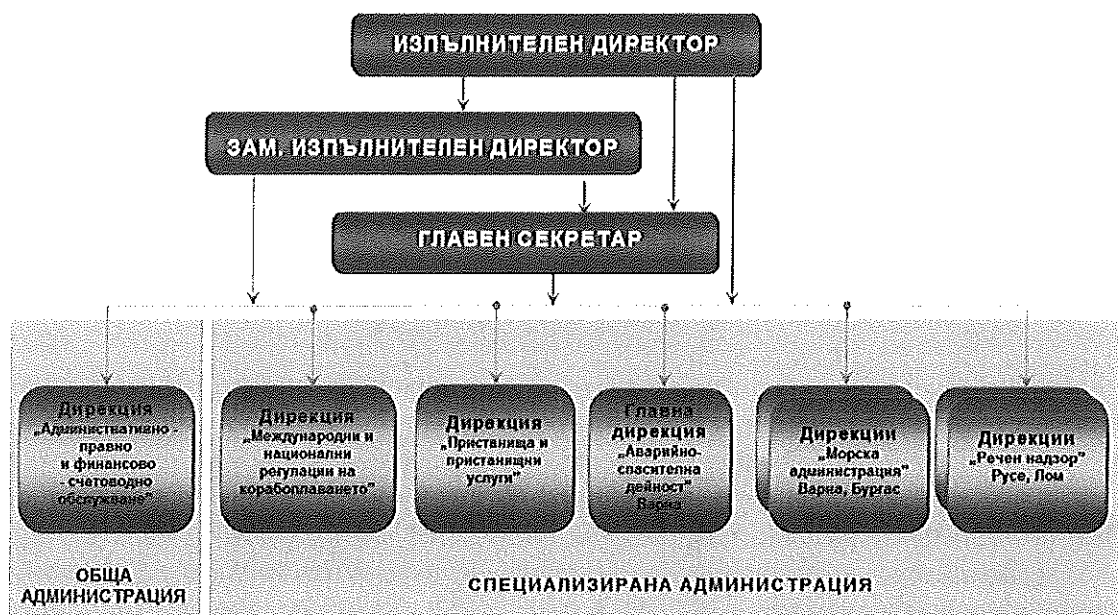 ИЗПЪЛНИТЕЛЕН ДИРЕКТОР
ЗАМ. ИЗПЪЛНИТЕЛЕН ДИРЕКТОР
ГЛАВЕН СЕКРЕТАР
Дирекция
„Административно -
правно
и финансово
- счетоводно
обслужване”
Дирекция
„Международни и
национални
регулации на
корабоплаването”
Дирекция
„Пристанища и
пристанищни
услуги”
Главна
дирекция
„Аварийно-
спасителна
дейност”
Варна
Дирекции
„Морска
администрация”
Варна, Бургас
Дирекции
„Речен надзор”
Русе, Лом
ОБЩА
АДМИНИСТРАЦИЯ
СПЕЦИАЛИЗИРАНА АДМИНИСТРАЦИЯ